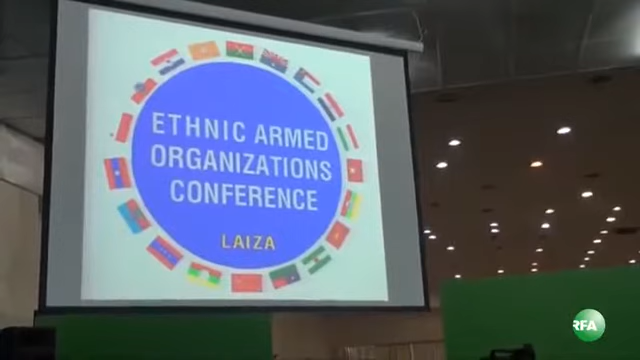 ETHNIC ARMED
ORGANIZATIONS
CONFERENCE
LAIZA
RFA